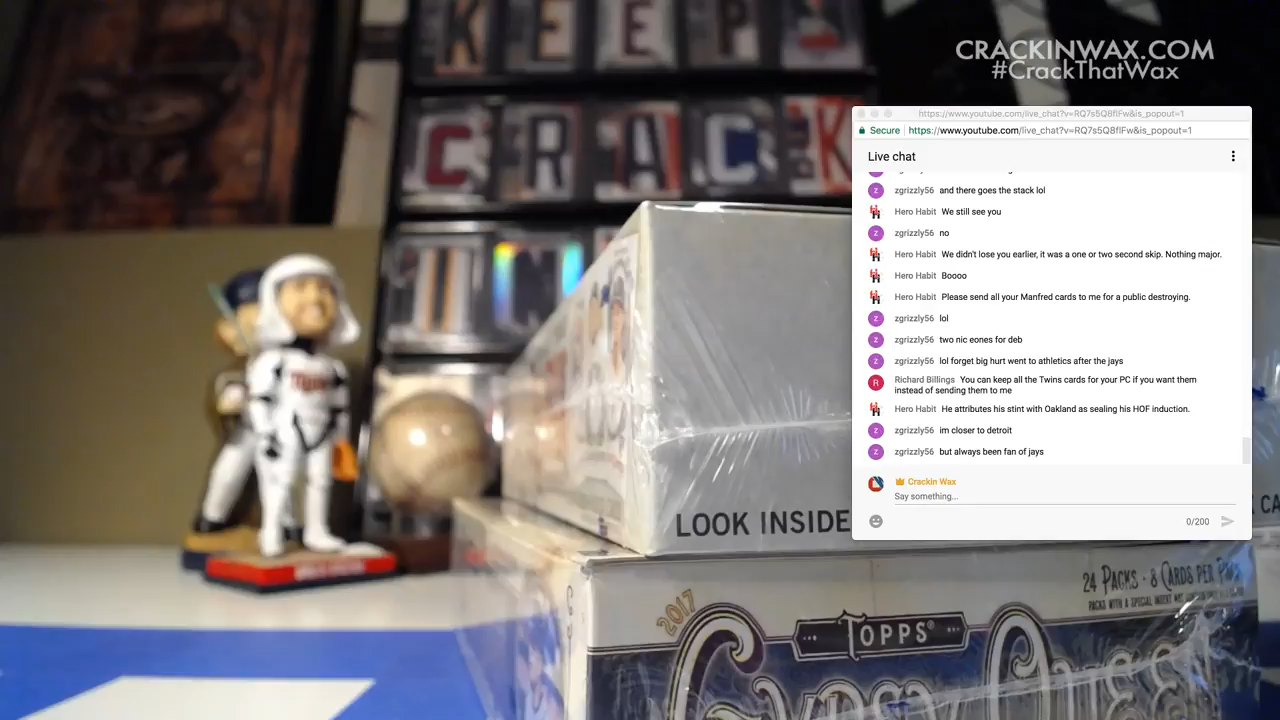 KEEP
CRACK
CRACKINWAX.COM
#CrackThatWax
https://www.youtube.com/live_chat?v=RQ7s5Q8flFw&is_popout=1
Secure https://www.youtube.com/live_chat?v=RQ7s5Q8flFw&is_popout=1
Live chat
zgrizzly56 and there goes the stack lol
Hero Habit We still see you
zgrizzly56 no
Hero Habit We didn't lose you earlier, it was a one or two second skip. Nothing major.
Hero Habit Boooo
Hero Habit Please send all your Manfred cards to me for a public destroying.
zgrizzly56 lol
zgrizzly56 two nic eones for deb
zgrizzly56 lol forget big hurt went to athletics after the jays
Richard Billings You can keep all the Twins cards for your PC if you want them
instead of sending them to me
Hero Habit He attributes his stint with Oakland as sealing his HOF induction.
zgrizzly56 im closer to detroit
zgrizzly56 but always been fan of jays
Crackin Wax
Say something...
0/200
LOOK INSIDE
24 PACKS · 8 CARDS PER
2017
TOPPS
GYPSY QUEEN